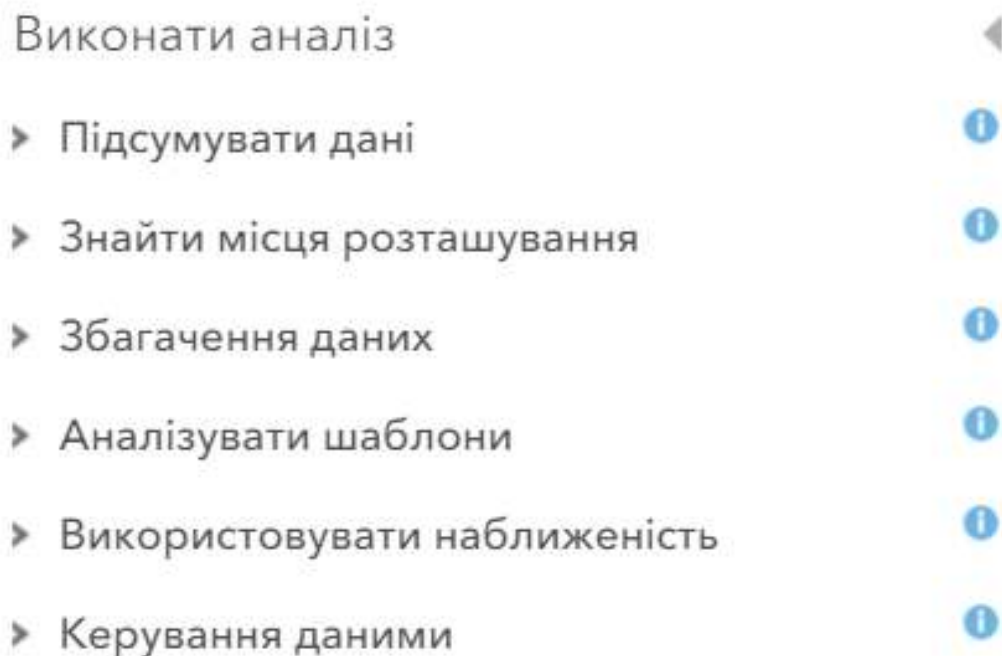 Виконати аналіз
Підсумувати дані
Знайти місця розташування
Збагачення даних
Аналізувати шаблони
Використовувати наближеність
Керування даними